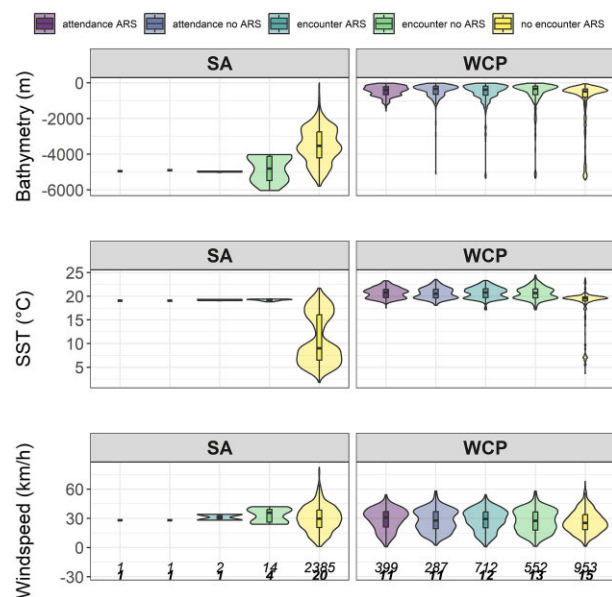 attendance ARS attendance no ARS encounter ARS encounter no ARS no encounter ARS
SA WCP
Bathymetry (m)
0
-2000
-4000
-6000
SA WCP
SST (°C)
25
20
15
10
5
SA WCP
Windspeed (km/h)
60
30
0
-30
1 1 2 14 2385 399 287 712 552 953
1 1 1 4 20 11 11 12 13 15